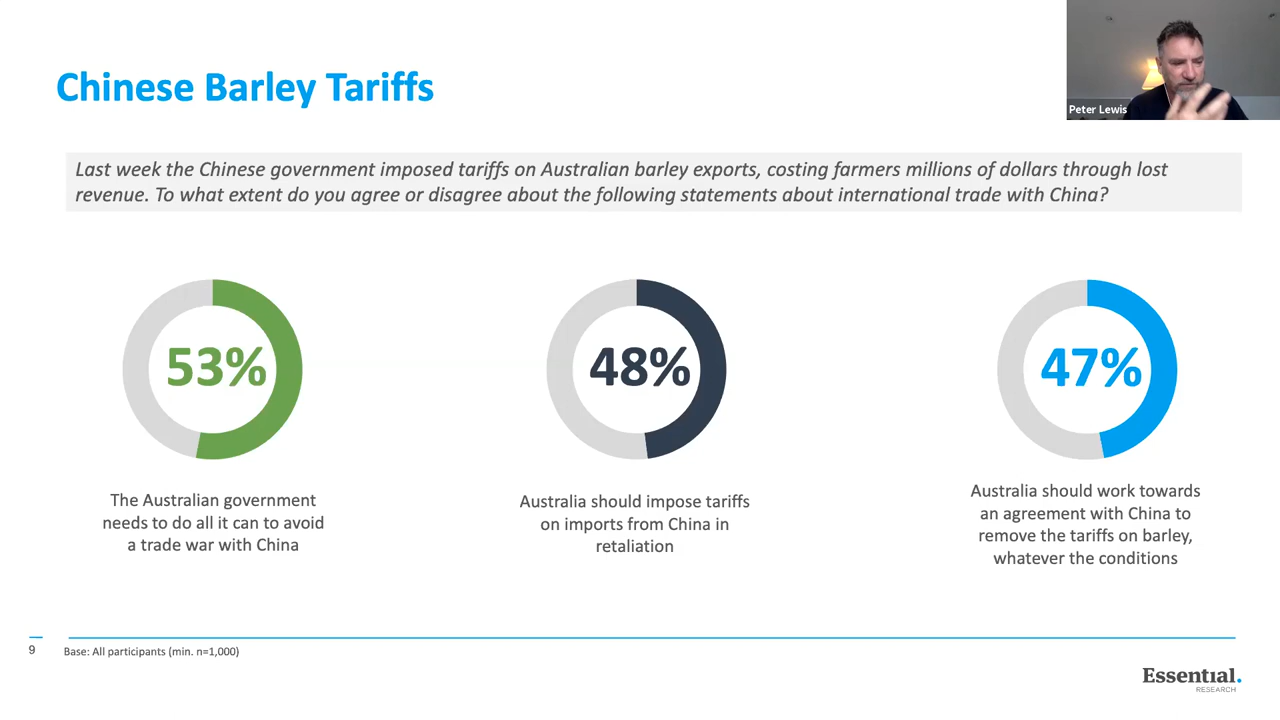 Chinese Barley Tariffs
Peter Lewis
Last week the Chinese government imposed tariffs on Australian barley exports, costing farmers millions of dollars through lost
revenue. To what extent do you agree or disagree about the following statements about international trade with China?
53%
48%
47%
The Australian government
needs to do all it can to avoid
a trade war with China
Australia should impose tariffs
on imports from China in
retaliation
Australia should work towards
an agreement with China to
remove the tariffs on barley,
whatever the conditions
9
Base: All participants (min. n=1,000)
Essential.
RESEARCH